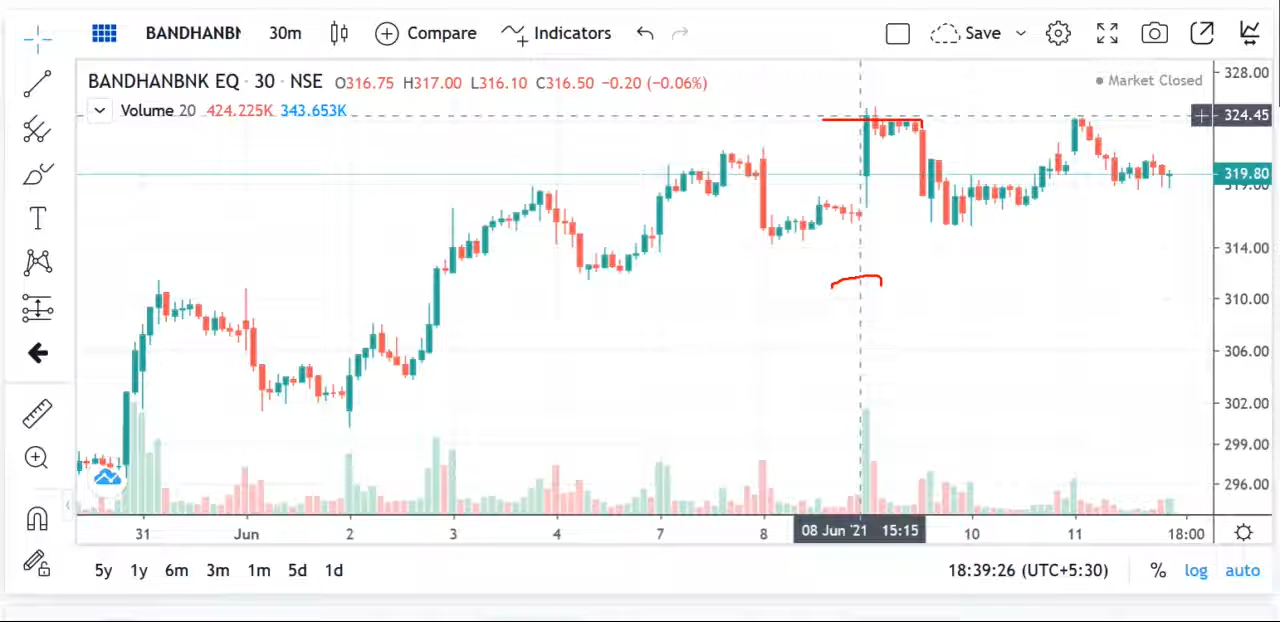 BANDHANBN 30m Compare Indicators Save
BANDHANBNK EQ · 30 · NSE O316.75 H317.00 L316.10 C316.50 −0.20 (−0.06%)
Market Closed
Volume 20 424.225K 343.653K
328.00
324.45
319.80
319.00
314.00
310.00
306.00
302.00
299.00
296.00
31 Jun 2 3 4 7 8 08 Jun '21 15:15 10 11 18:00
5y 1y 6m 3m 1m 5d 1d 18:39:26 (UTC+5:30) % log auto